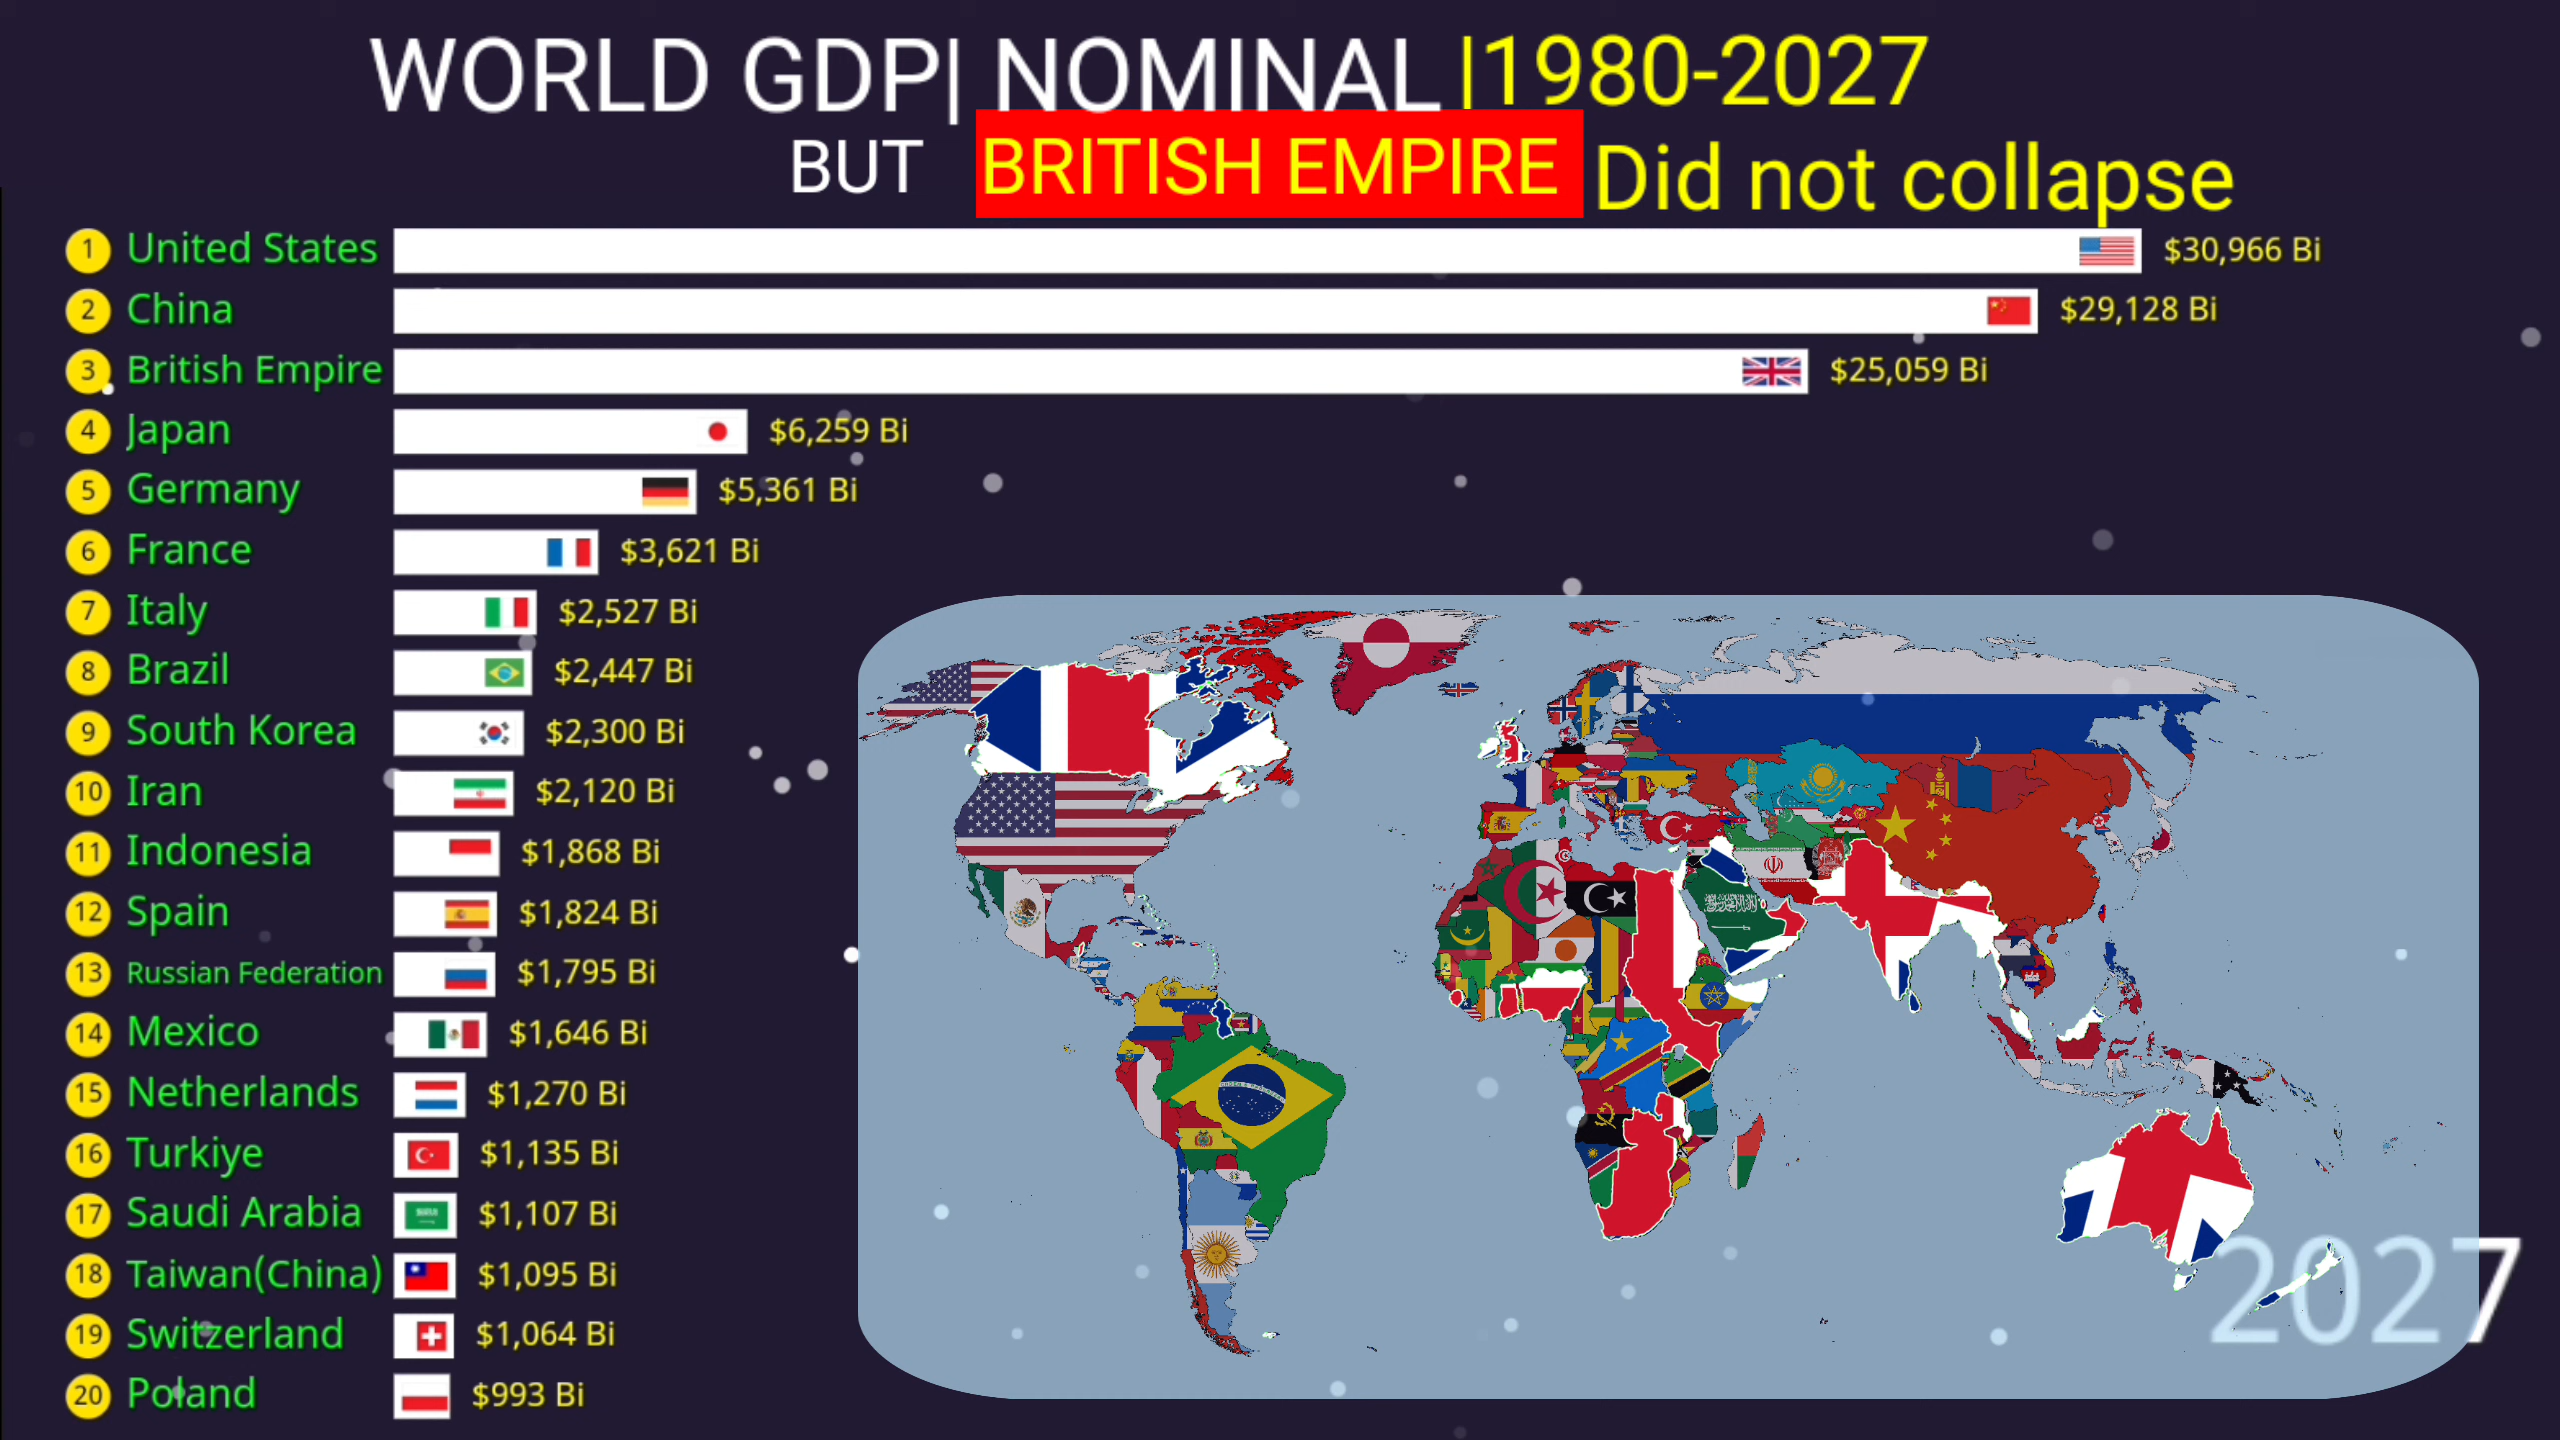 WORLD GDP| NOMINAL |1980-2027
BUT BRITISH EMPIRE Did not collapse
1 United States $30,966 Bi
2 China $29,128 Bi
3 British Empire $25,059 Bi
4 Japan $6,259 Bi
5 Germany $5,361 Bi
6 France $3,621 Bi
7 Italy $2,527 Bi
8 Brazil $2,447 Bi
9 South Korea $2,300 Bi
10 Iran $2,120 Bi
11 Indonesia $1,868 Bi
12 Spain $1,824 Bi
13 Russian Federation $1,795 Bi
14 Mexico $1,646 Bi
15 Netherlands $1,270 Bi
16 Turkiye $1,135 Bi
17 Saudi Arabia $1,107 Bi
18 Taiwan(China) $1,095 Bi
19 Switzerland $1,064 Bi
20 Poland $993 Bi
2027